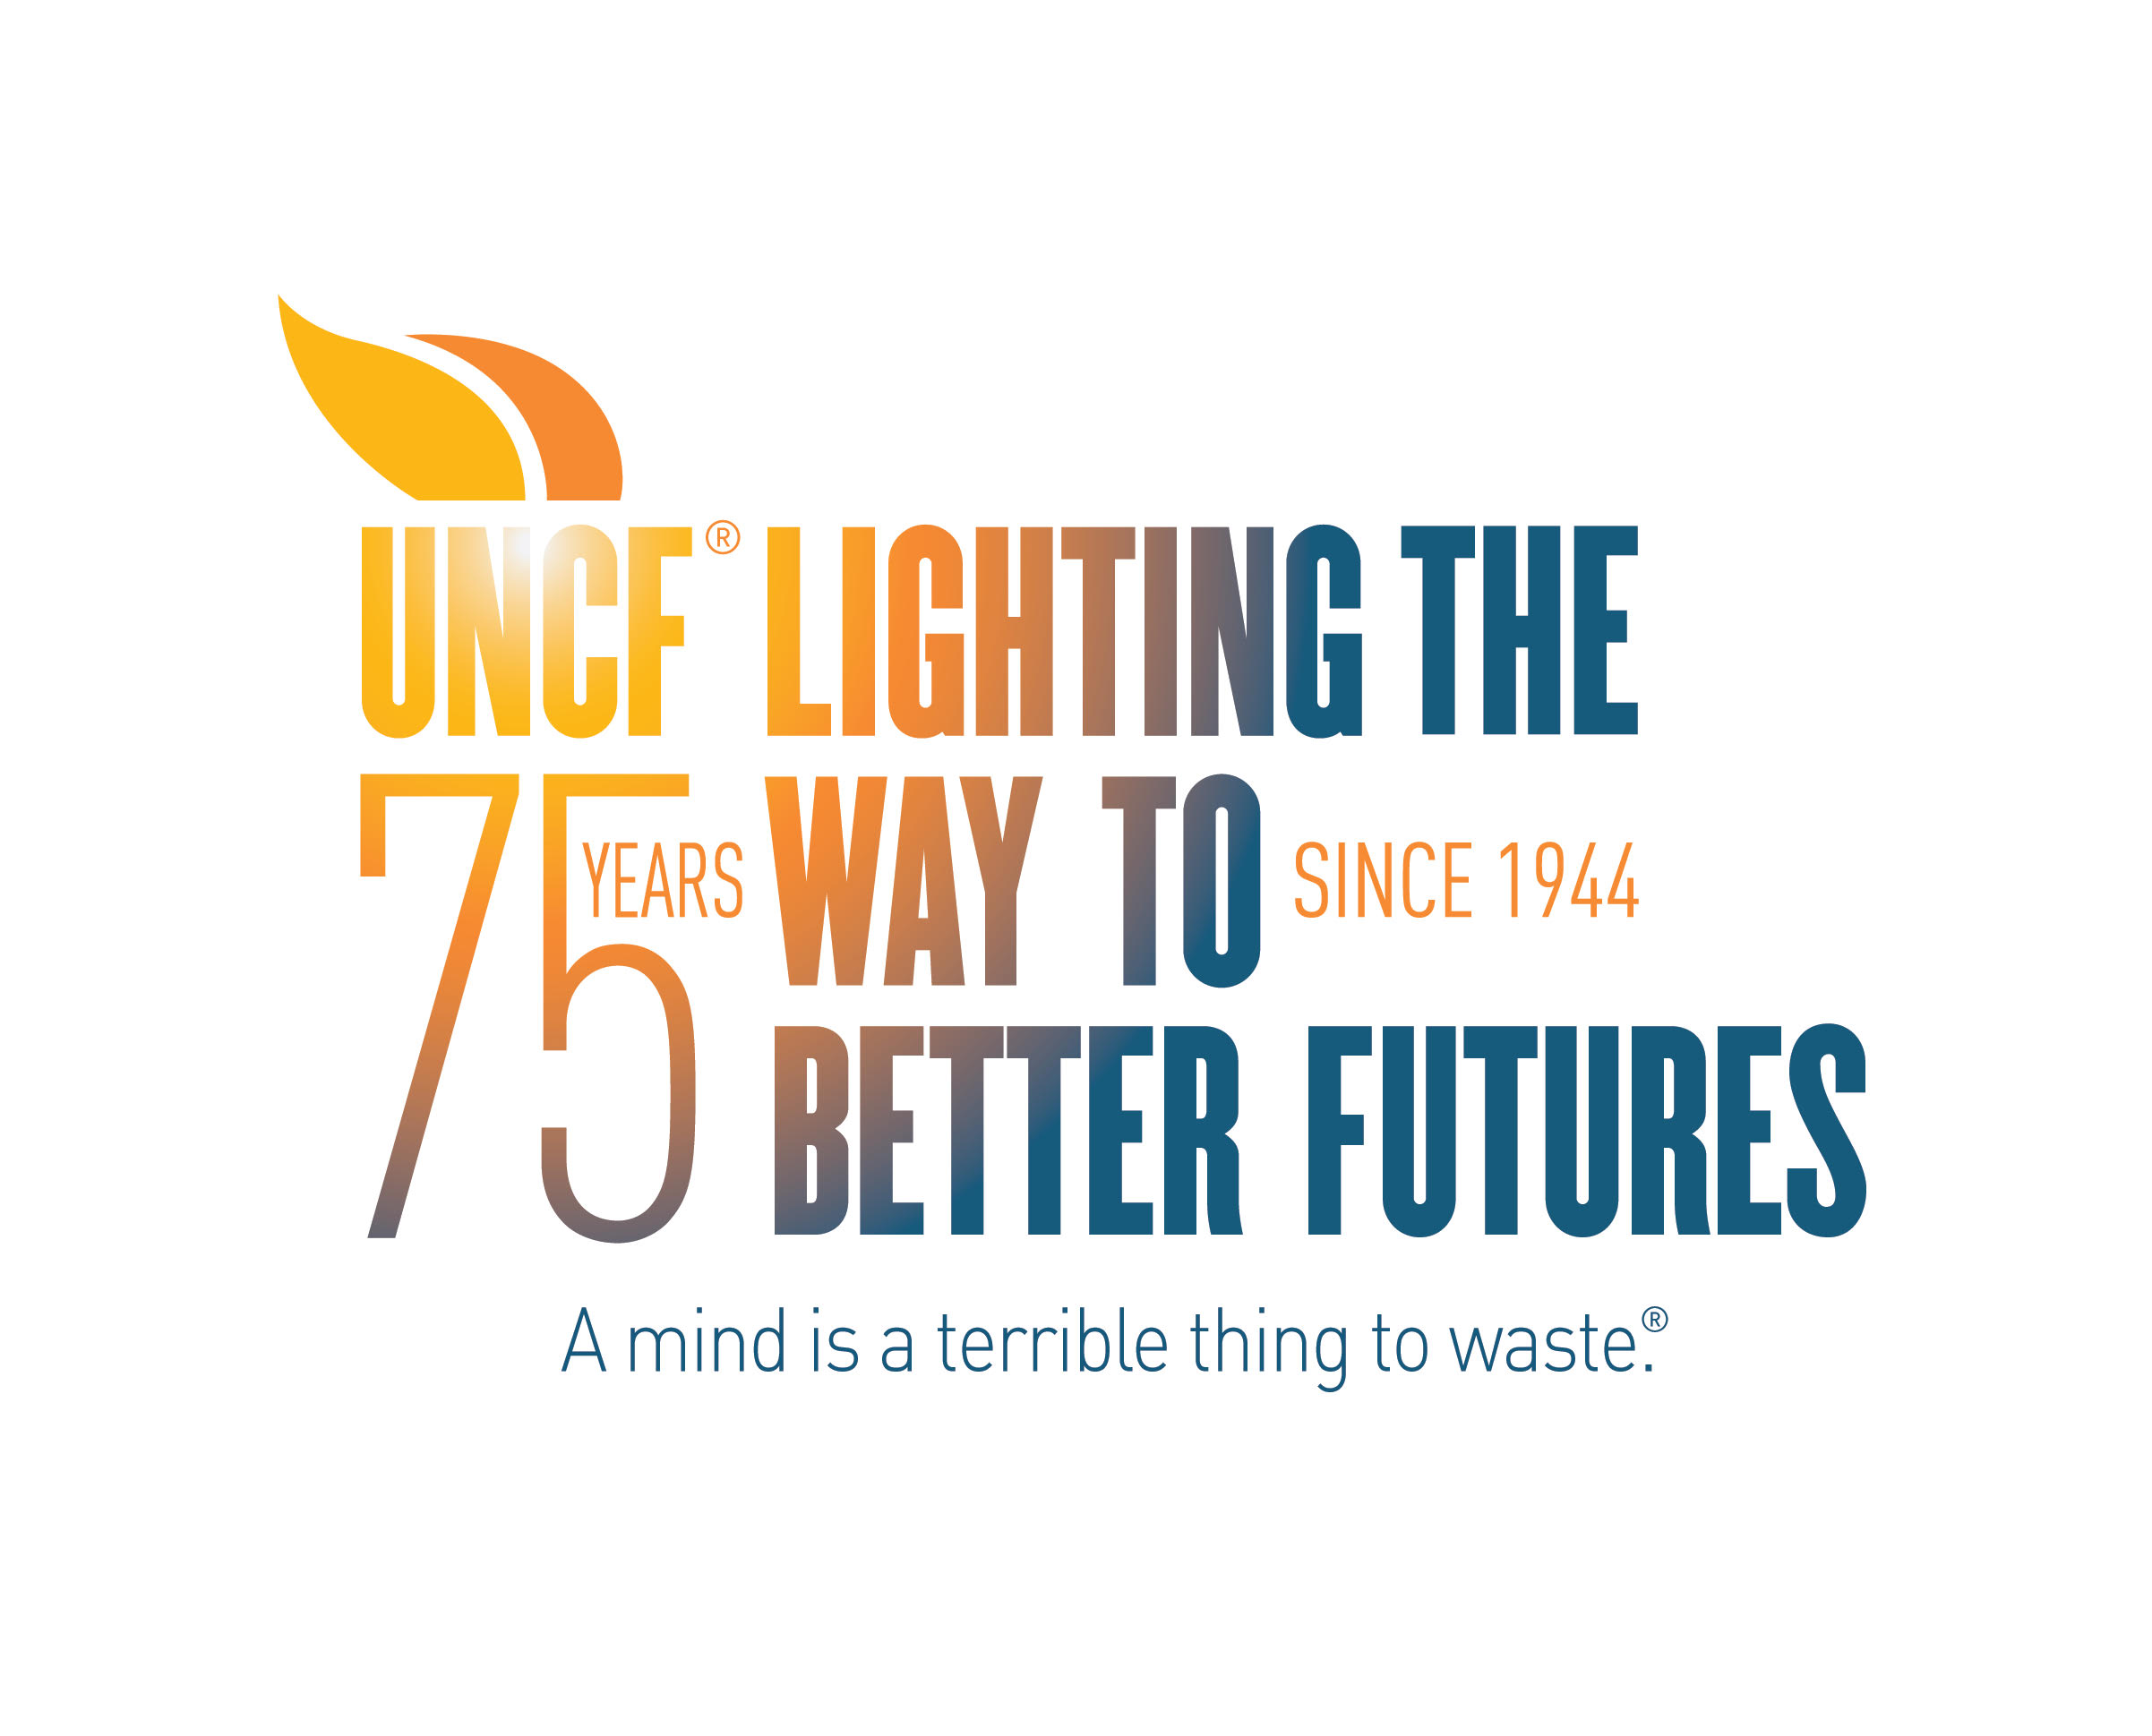 UNCF® LIGHTING THE
75 YEARS WAY TO SINCE 1944
BETTER FUTURES
A mind is a terrible thing to waste.®